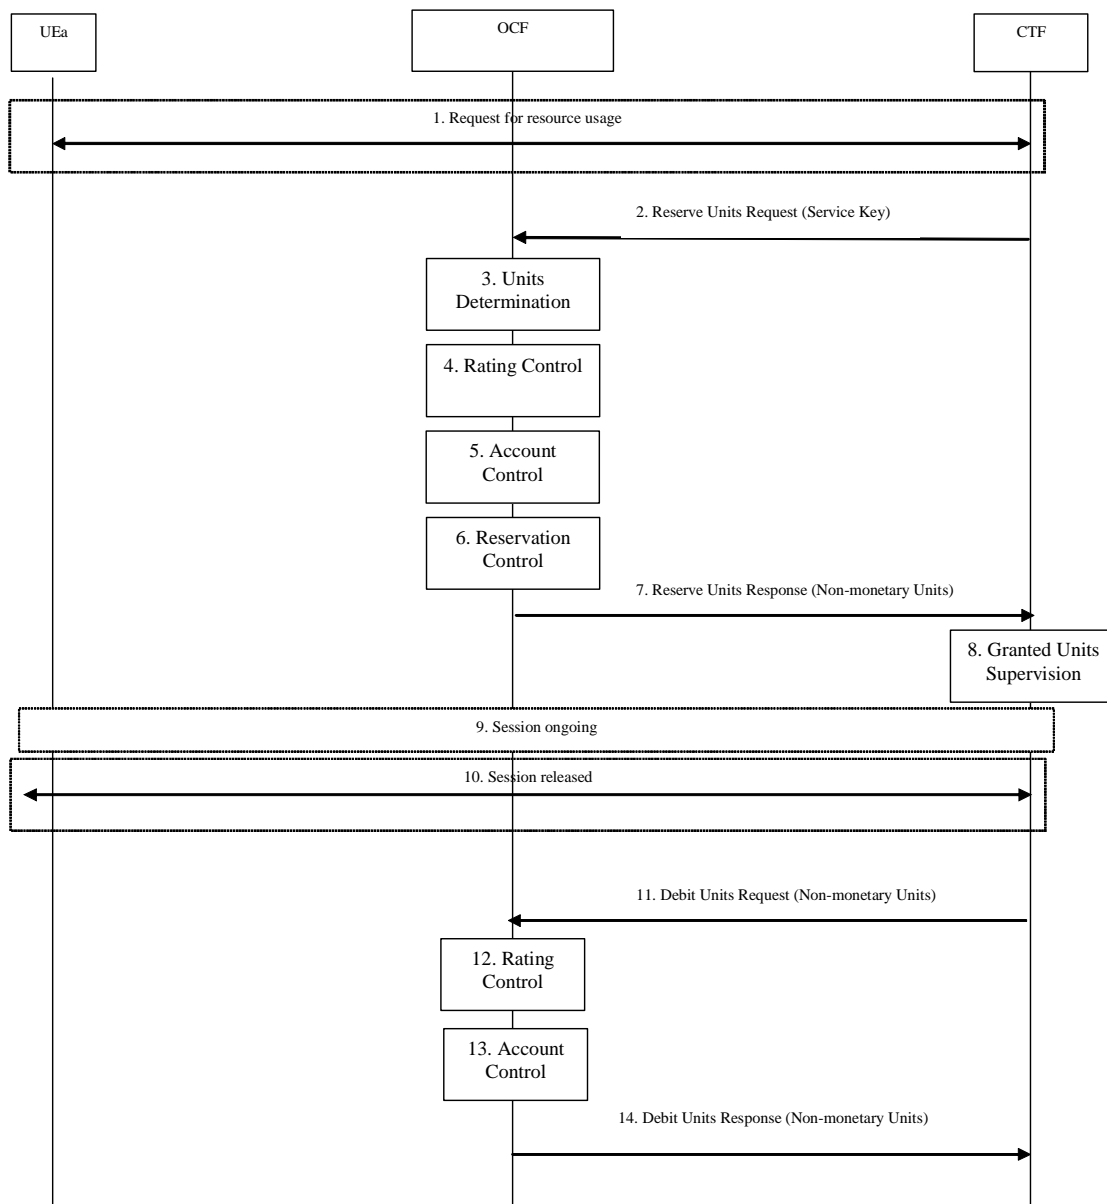 UEa
OCF
CTF
1. Request for resource usage
2. Reserve Units Request (Service Key)
3. Units
Determination
4. Rating Control
5. Account
Control
6. Reservation
Control
7. Reserve Units Response (Non-monetary Units)
8. Granted Units
Supervision
9. Session ongoing
10. Session released
11. Debit Units Request (Non-monetary Units)
12. Rating
Control
13. Account
Control
14. Debit Units Response (Non-monetary Units)